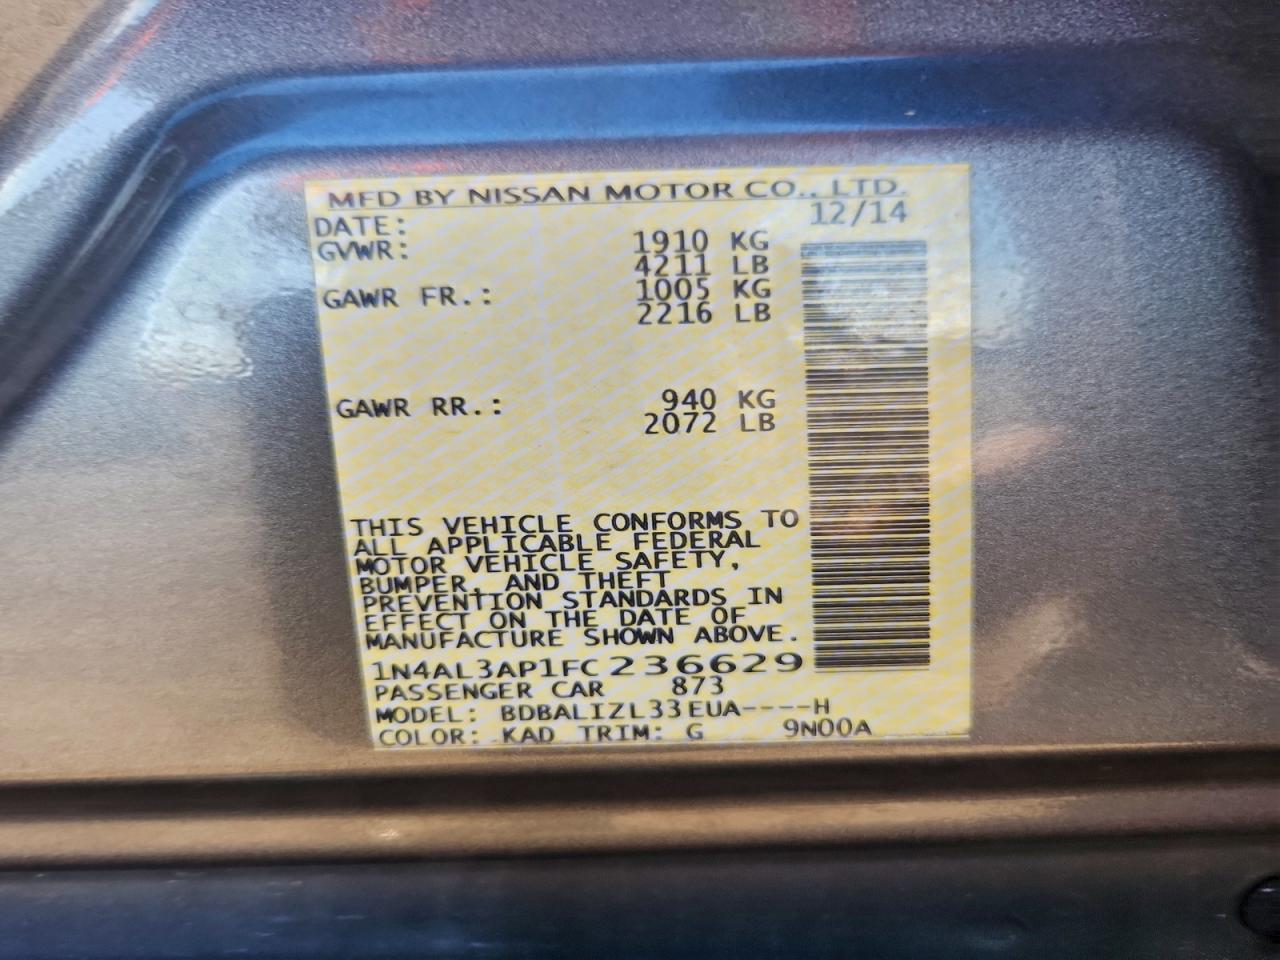 MFD BY NISSAN MOTOR CO., LTD.
DATE: 12/14
GVWR: 1910 KG
4211 LB
GAWR FR.: 1005 KG
2216 LB
GAWR RR.: 940 KG
2072 LB
THIS VEHICLE CONFORMS TO
ALL APPLICABLE FEDERAL
MOTOR VEHICLE SAFETY,
BUMPER, AND THEFT
PREVENTION STANDARDS IN
EFFECT ON THE DATE OF
MANUFACTURE SHOWN ABOVE.
1N4AL3AP1FC236629
PASSENGER CAR 873
MODEL: BDBALIZL33EUA----H
COLOR: KAD TRIM: G 9N00A